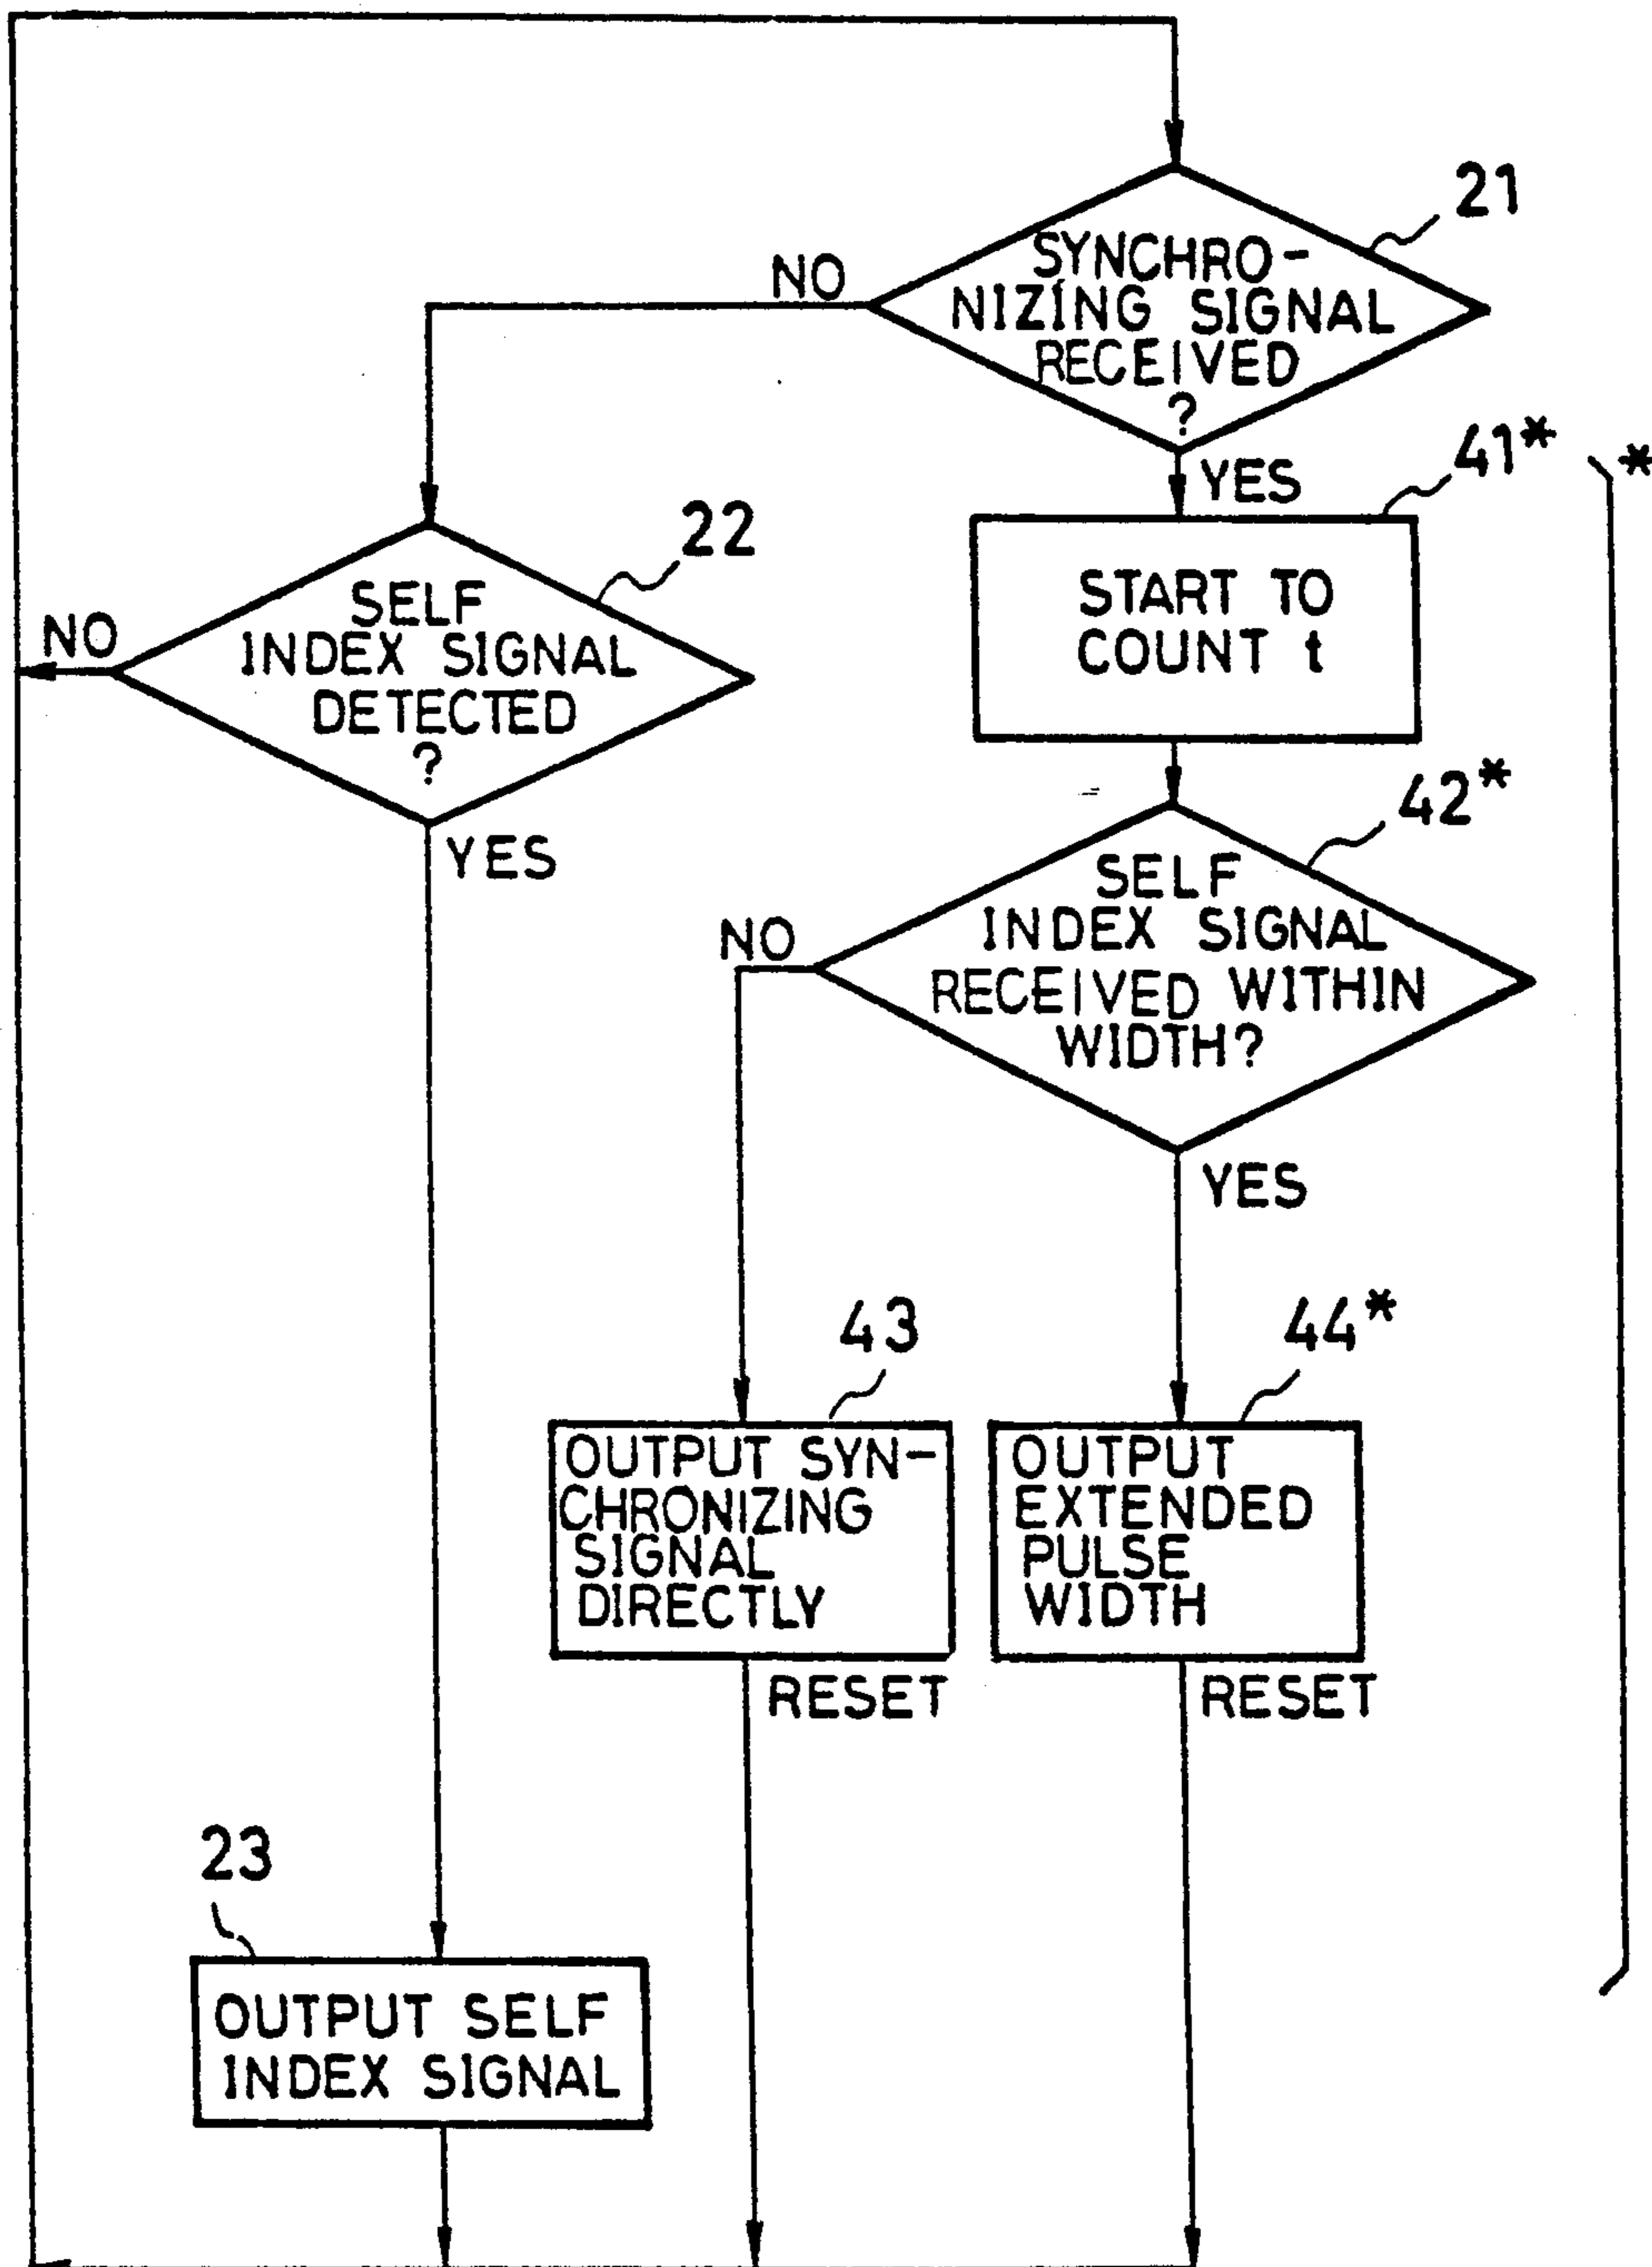 21
SYNCHRO-
NIZING SIGNAL
RECEIVED
?
NO
YES
41*
*
START TO
COUNT t
22
SELF
INDEX SIGNAL
DETECTED
?
NO
YES
42*
SELF
INDEX SIGNAL
RECEIVED WITHIN
WIDTH?
NO
YES
43
OUTPUT SYN-
CHRONIZING
SIGNAL
DIRECTLY
RESET
44*
OUTPUT
EXTENDED
PULSE
WIDTH
RESET
23
OUTPUT SELF
INDEX SIGNAL